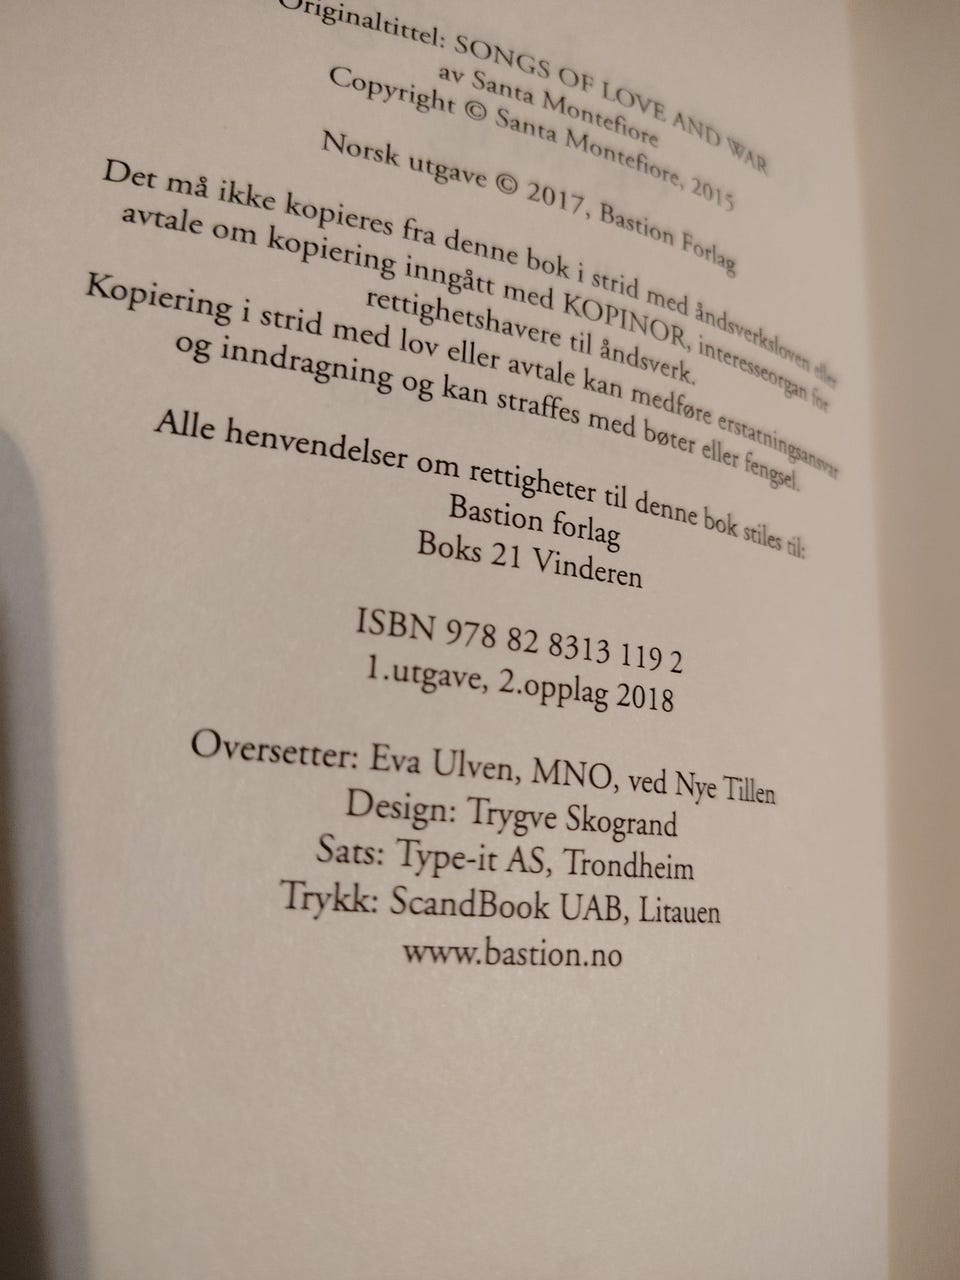 Originaltittel: SONGS OF LOVE AND WAR
av Santa Montefiore
Copyright © Santa Montefiore, 2015
Norsk utgave © 2017, Bastion Forlag
Det må ikke kopieres fra denne bok i strid med åndsverksloven eller
avtale om kopiering inngått med KOPINOR, interesseorgan for
rettighetshavere til åndsverk.
Kopiering i strid med lov eller avtale kan medføre erstatningsansvar
og inndragning og kan straffes med bøter eller fengsel.
Alle henvendelser om rettigheter til denne bok stiles til:
Bastion forlag
Boks 21 Vinderen
ISBN 978 82 8313 119 2
1.utgave, 2.opplag 2018
Oversetter: Eva Ulven, MNO, ved Nye Tillen
Design: Trygve Skogrand
Sats: Type-it AS, Trondheim
Trykk: ScandBook UAB, Litauen
www.bastion.no